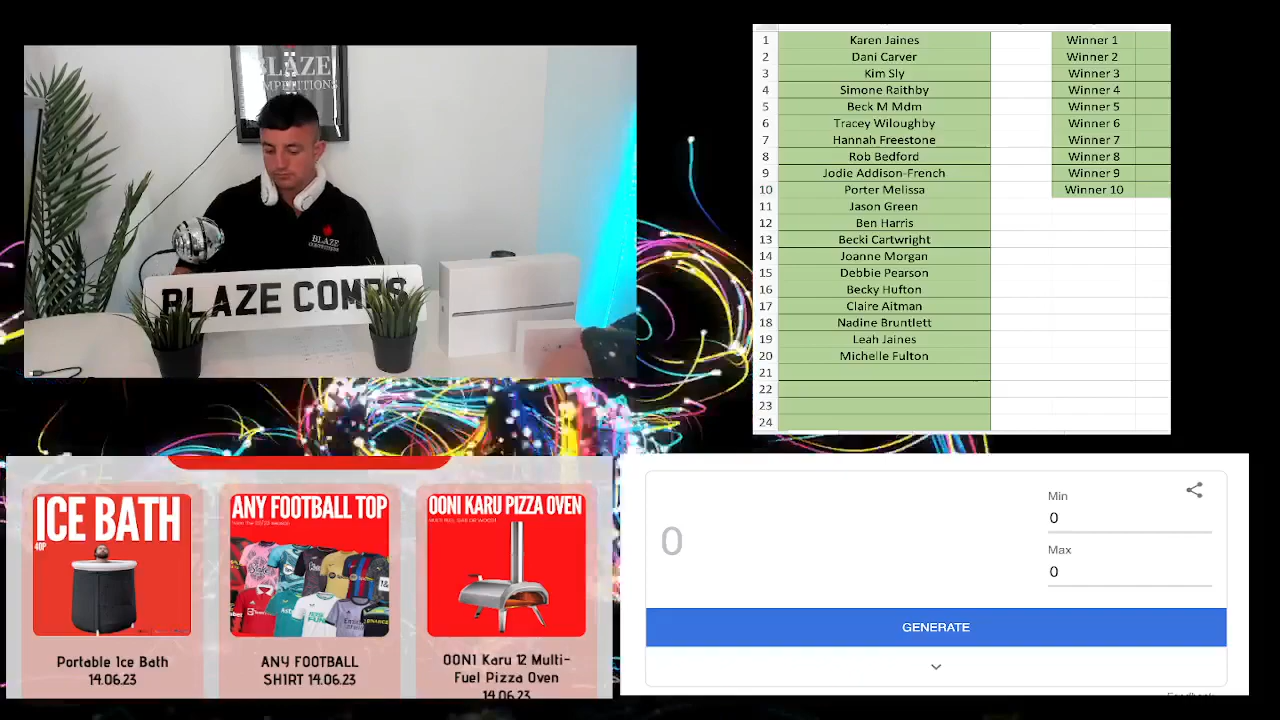 BLAZE
COMPETITIONS
BLAZE
COMPETITIONS
BLAZE COMPS
1 Karen Jaines Winner 1
2 Dani Carver Winner 2
3 Kim Sly Winner 3
4 Simone Raithby Winner 4
5 Beck M Mdm Winner 5
6 Tracey Wiloughby Winner 6
7 Hannah Freestone Winner 7
8 Rob Bedford Winner 8
9 Jodie Addison-French Winner 9
10 Porter Melissa Winner 10
11 Jason Green
12 Ben Harris
13 Becki Cartwright
14 Joanne Morgan
15 Debbie Pearson
16 Becky Hufton
17 Claire Aitman
18 Nadine Bruntlett
19 Leah Jaines
20 Michelle Fulton
21
22
23
24
ICE BATH
40P
Portable Ice Bath
14.06.23
ANY FOOTBALL TOP
ANY FOOTBALL
SHIRT 14.06.23
OONI KARU PIZZA OVEN
OONI Karu 12 Multi-
Fuel Pizza Oven
14.06.23
0
Min
0
Max
0
GENERATE